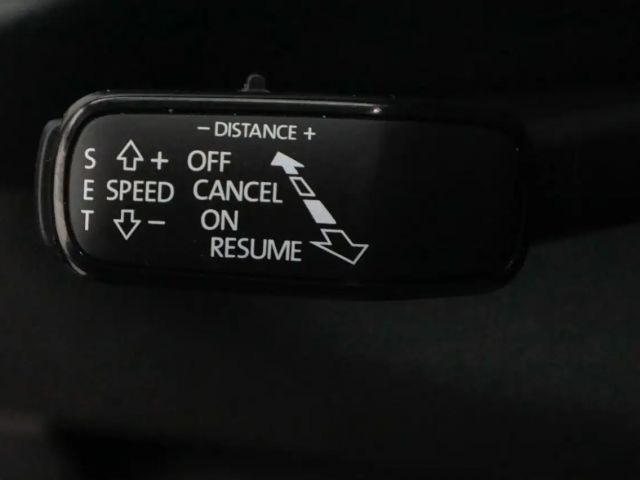 − DISTANCE +
S + OFF
E SPEED CANCEL
T − ON
RESUME